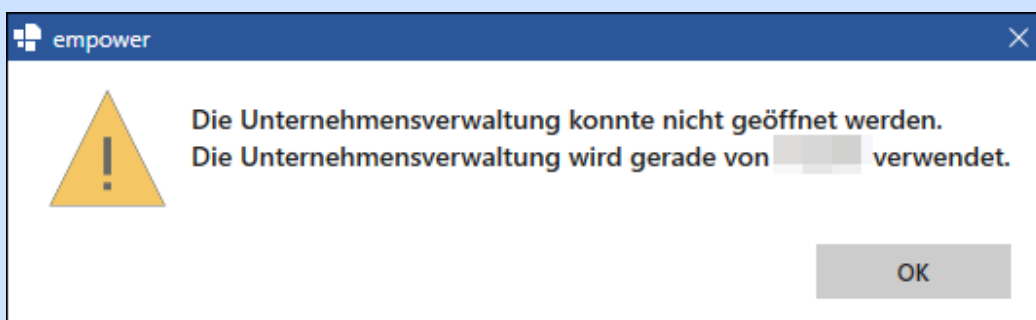 empower
Die Unternehmensverwaltung konnte nicht geöffnet werden.
Die Unternehmensverwaltung wird gerade von verwendet.
OK